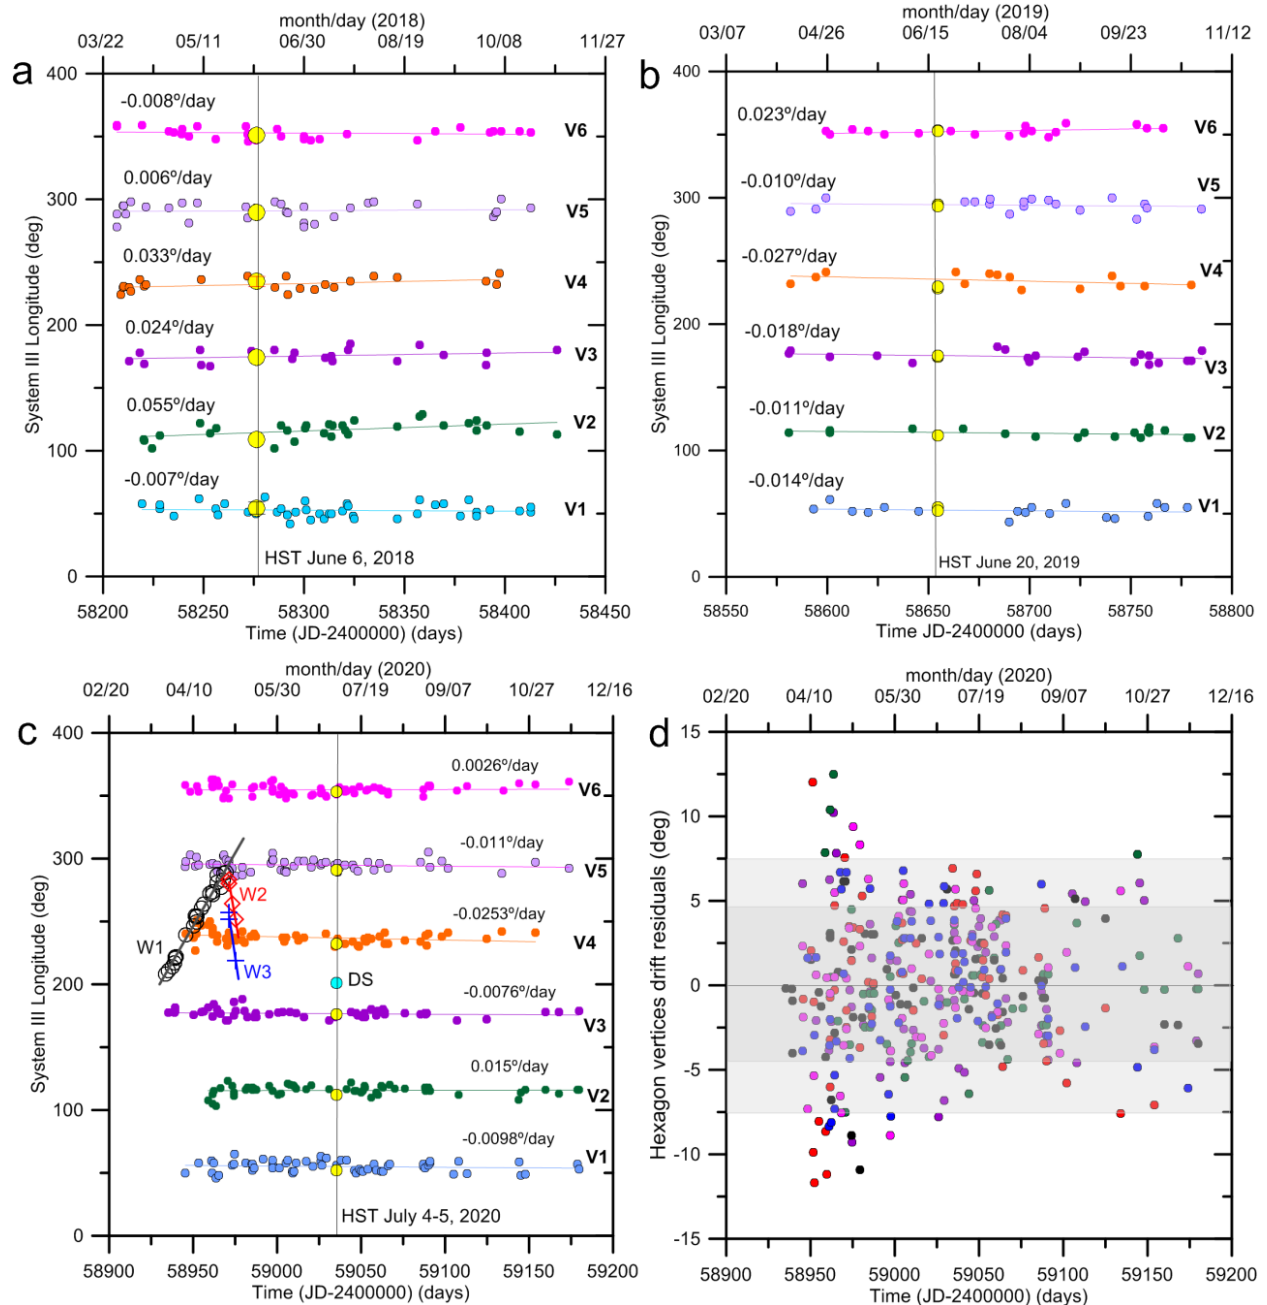 month/day (2018)
03/22 05/11 06/30 08/19 10/08 11/27
a
400
300
200
100
0
System III Longitude (deg)
-0.008º/day
V6
0.006º/day
V5
0.033º/day
V4
0.024º/day
V3
0.055º/day
V2
-0.007º/day
V1
HST June 6, 2018
58200 58250 58300 58350 58400 58450
Time (JD-2400000) (days)
month/day (2019)
03/07 04/26 06/15 08/04 09/23 11/12
b
400
300
200
100
0
System III Longitude (deg)
0.023º/day
V6
-0.010º/day
V5
-0.027º/day
V4
-0.018º/day
V3
-0.011º/day
V2
-0.014º/day
V1
HST June 20, 2019
58550 58600 58650 58700 58750 58800
Time JD-2400000) (days)
month/day (2020)
02/20 04/10 05/30 07/19 09/07 10/27 12/16
c
400
300
200
100
0
System III Longitude (deg)
0.0026º/day
V6
-0.011º/day
V5
W2
-0.0253º/day
V4
W1
W3
DS
-0.0076º/day
V3
0.015º/day
V2
-0.0098º/day
V1
HST July 4-5, 2020
58900 58950 59000 59050 59100 59150 59200
Time (JD-2400000) (days)
month/day (2020)
02/20 04/10 05/30 07/19 09/07 10/27 12/16
d
15
10
5
0
-5
-10
-15
Hexagon vertices drift residuals (deg)
58900 58950 59000 59050 59100 59150 59200
Time (JD-2400000) (days)